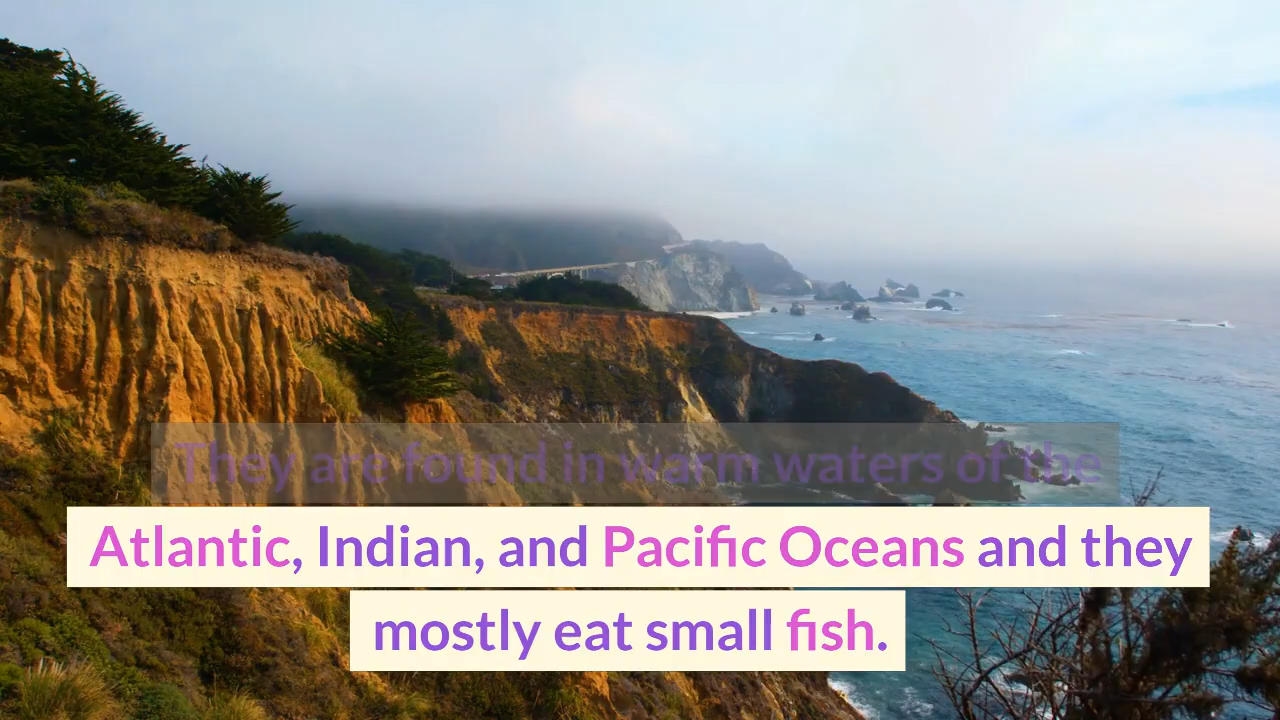 They are found in warm waters of the
Atlantic, Indian, and Pacific Oceans and they
mostly eat small fish.